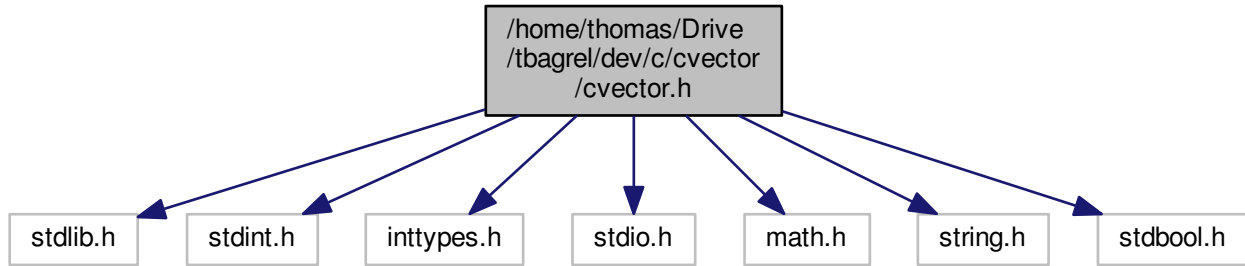 /home/thomas/Drive
/tbagrel/dev/c/cvector
/cvector.h
stdlib.h
stdint.h
inttypes.h
stdio.h
math.h
string.h
stdbool.h